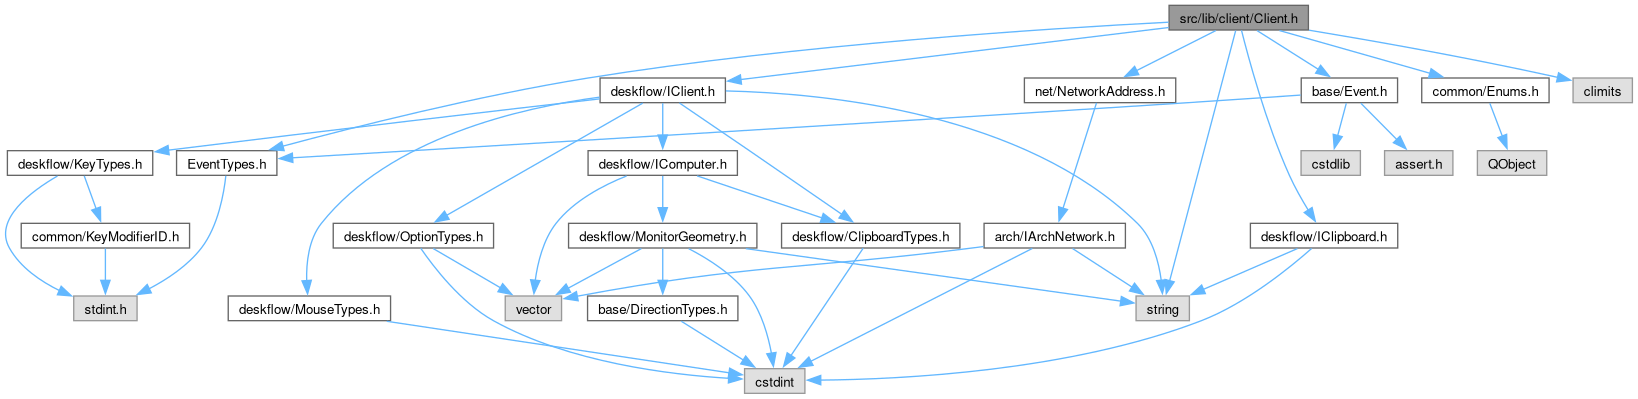 src/lib/client/Client.h
deskflow/IClient.h
net/NetworkAddress.h
base/Event.h
common/Enums.h
climits
deskflow/KeyTypes.h
EventTypes.h
deskflow/IComputer.h
cstdlib
assert.h
QObject
common/KeyModifierID.h
deskflow/OptionTypes.h
deskflow/MonitorGeometry.h
deskflow/ClipboardTypes.h
arch/IArchNetwork.h
deskflow/IClipboard.h
stdint.h
deskflow/MouseTypes.h
vector
base/DirectionTypes.h
string
cstdint